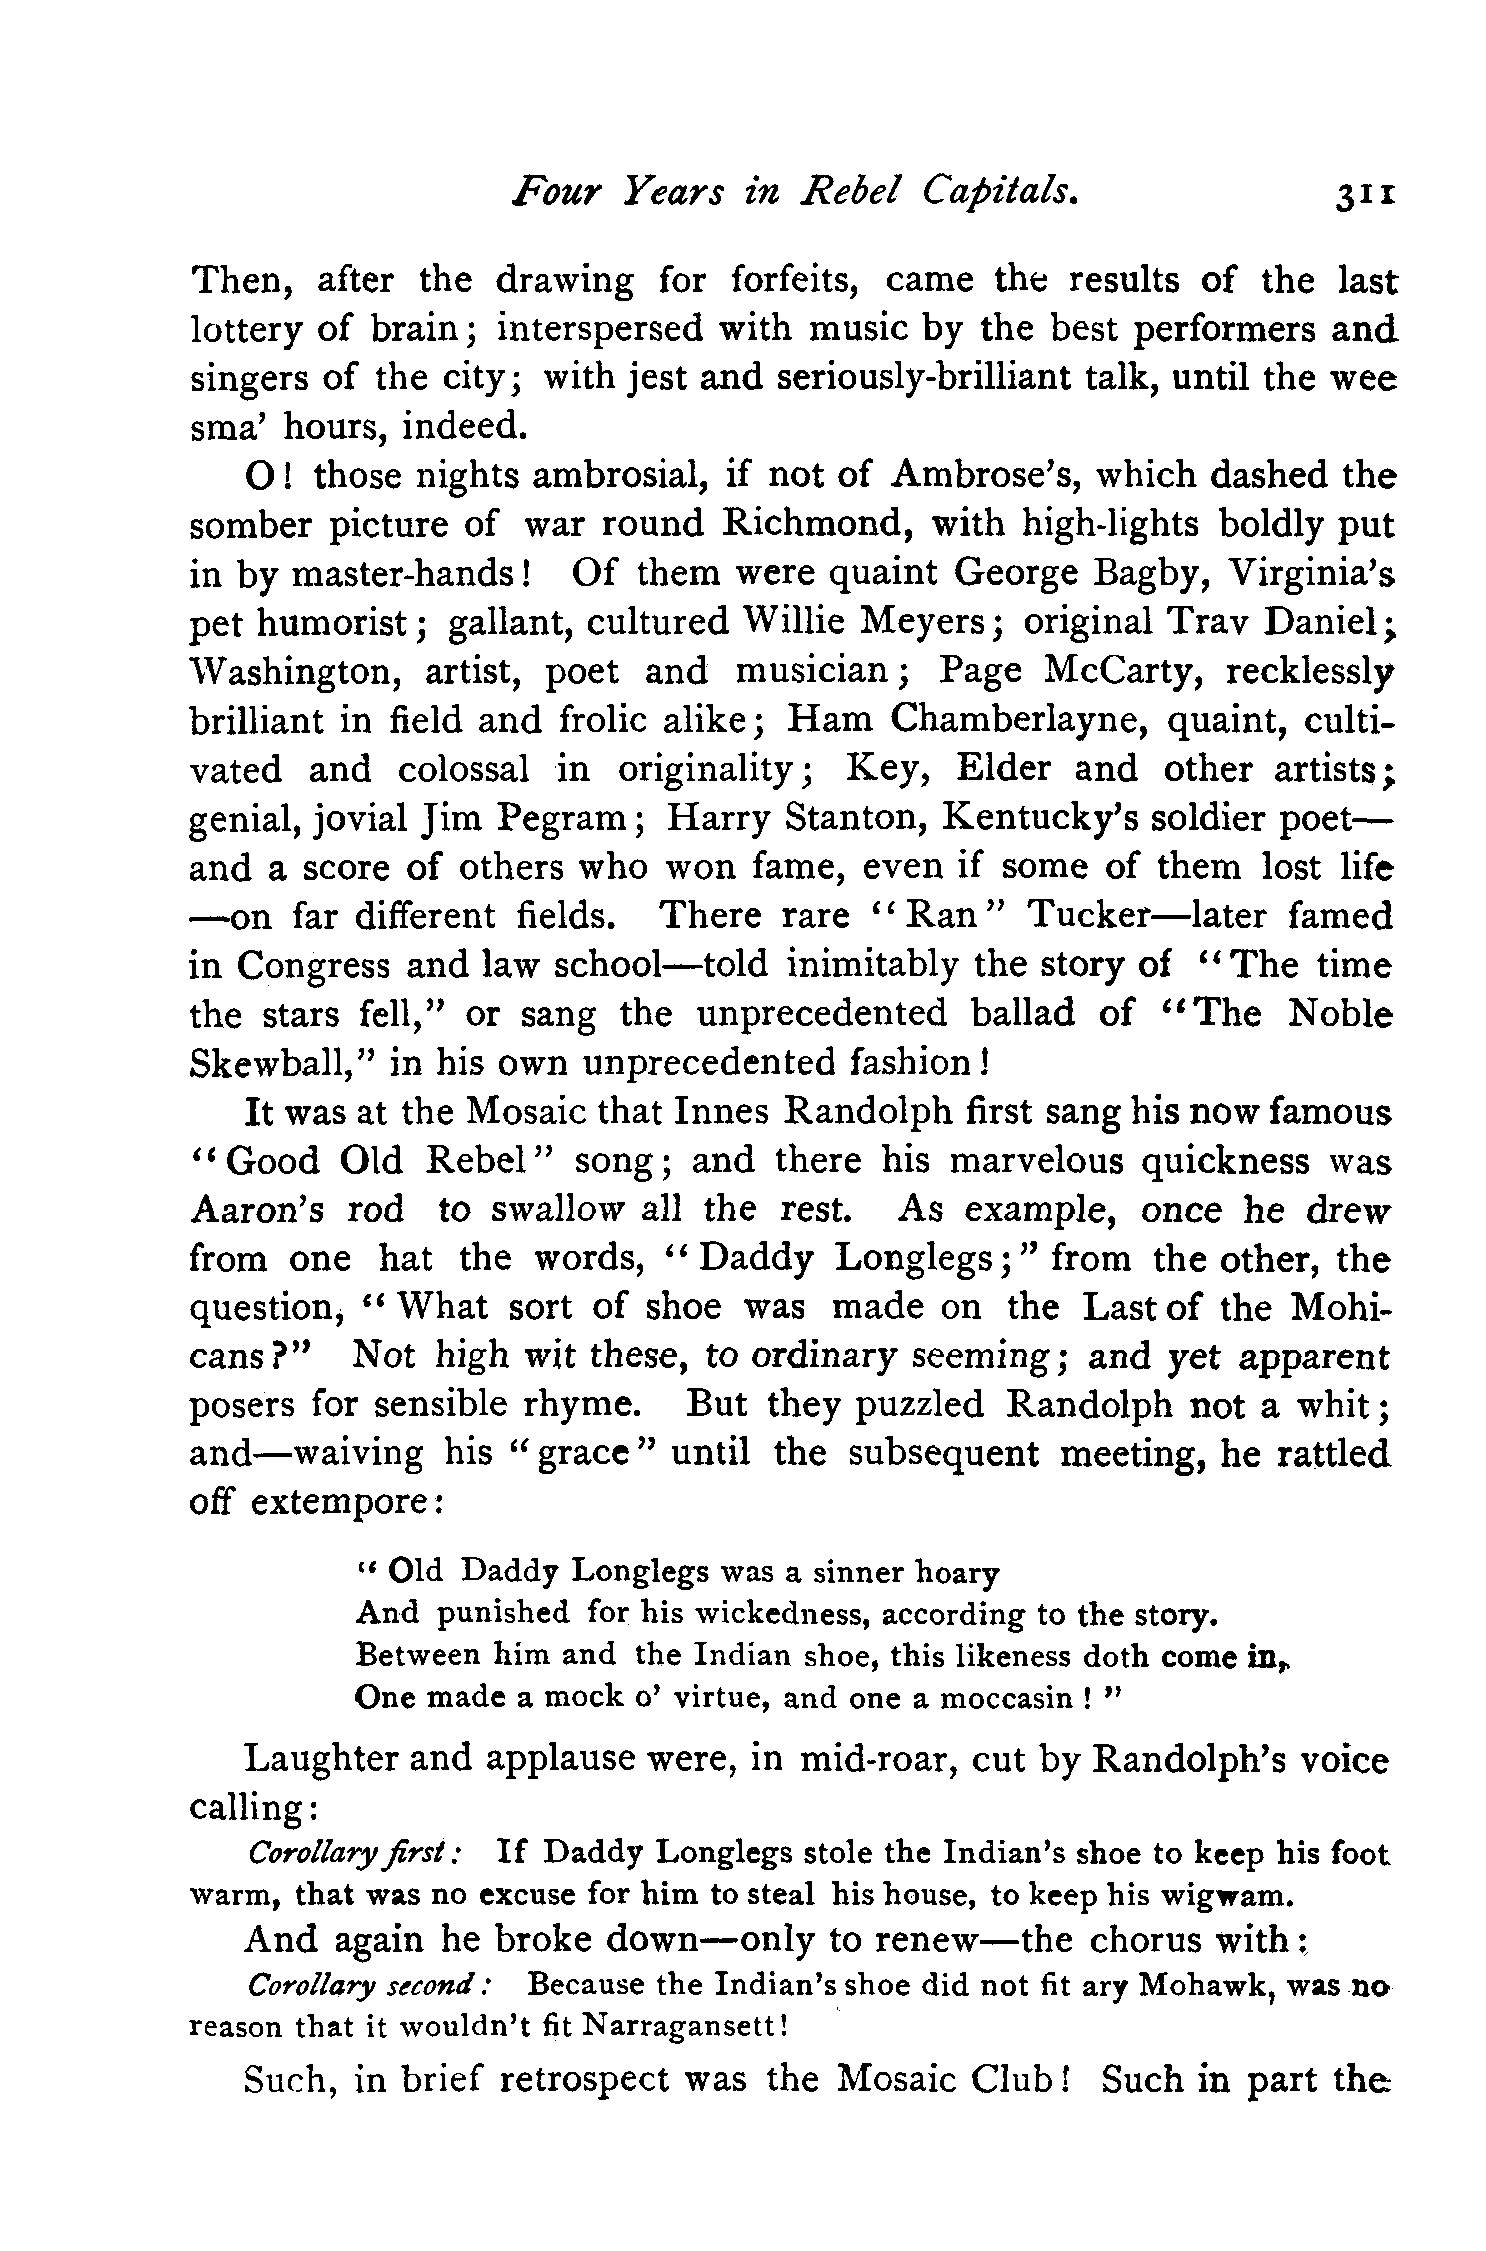 Four Years in Rebel Capitals. 311
Then, after the drawing for forfeits, came the results of the last
lottery of brain; interspersed with music by the best performers and
singers of the city; with jest and seriously-brilliant talk, until the wee
sma' hours, indeed.
O! those nights ambrosial, if not of Ambrose's, which dashed the
somber picture of war round Richmond, with high-lights boldly put
in by master-hands! Of them were quaint George Bagby, Virginia's
pet humorist; gallant, cultured Willie Meyers; original Trav Daniel;
Washington, artist, poet and musician; Page McCarty, recklessly
brilliant in field and frolic alike; Ham Chamberlayne, quaint, culti-
vated and colossal in originality; Key, Elder and other artists;
genial, jovial Jim Pegram; Harry Stanton, Kentucky's soldier poet—
and a score of others who won fame, even if some of them lost life
—on far different fields. There rare "Ran" Tucker—later famed
in Congress and law school—told inimitably the story of "The time
the stars fell," or sang the unprecedented ballad of "The Noble
Skewball," in his own unprecedented fashion!
It was at the Mosaic that Innes Randolph first sang his now famous
"Good Old Rebel" song; and there his marvelous quickness was
Aaron's rod to swallow all the rest. As example, once he drew
from one hat the words, "Daddy Longlegs;" from the other, the
question, "What sort of shoe was made on the Last of the Mohi-
cans?" Not high wit these, to ordinary seeming; and yet apparent
posers for sensible rhyme. But they puzzled Randolph not a whit;
and—waiving his "grace" until the subsequent meeting, he rattled
off extempore:
"Old Daddy Longlegs was a sinner hoary
And punished for his wickedness, according to the story.
Between him and the Indian shoe, this likeness doth come in,
One made a mock o' virtue, and one a moccasin!"
Laughter and applause were, in mid-roar, cut by Randolph's voice
calling:
Corollary first: If Daddy Longlegs stole the Indian's shoe to keep his foot
warm, that was no excuse for him to steal his house, to keep his wigwam.
And again he broke down—only to renew—the chorus with:
Corollary second: Because the Indian's shoe did not fit ary Mohawk, was no
reason that it wouldn't fit Narragansett!
Such, in brief retrospect was the Mosaic Club! Such in part the